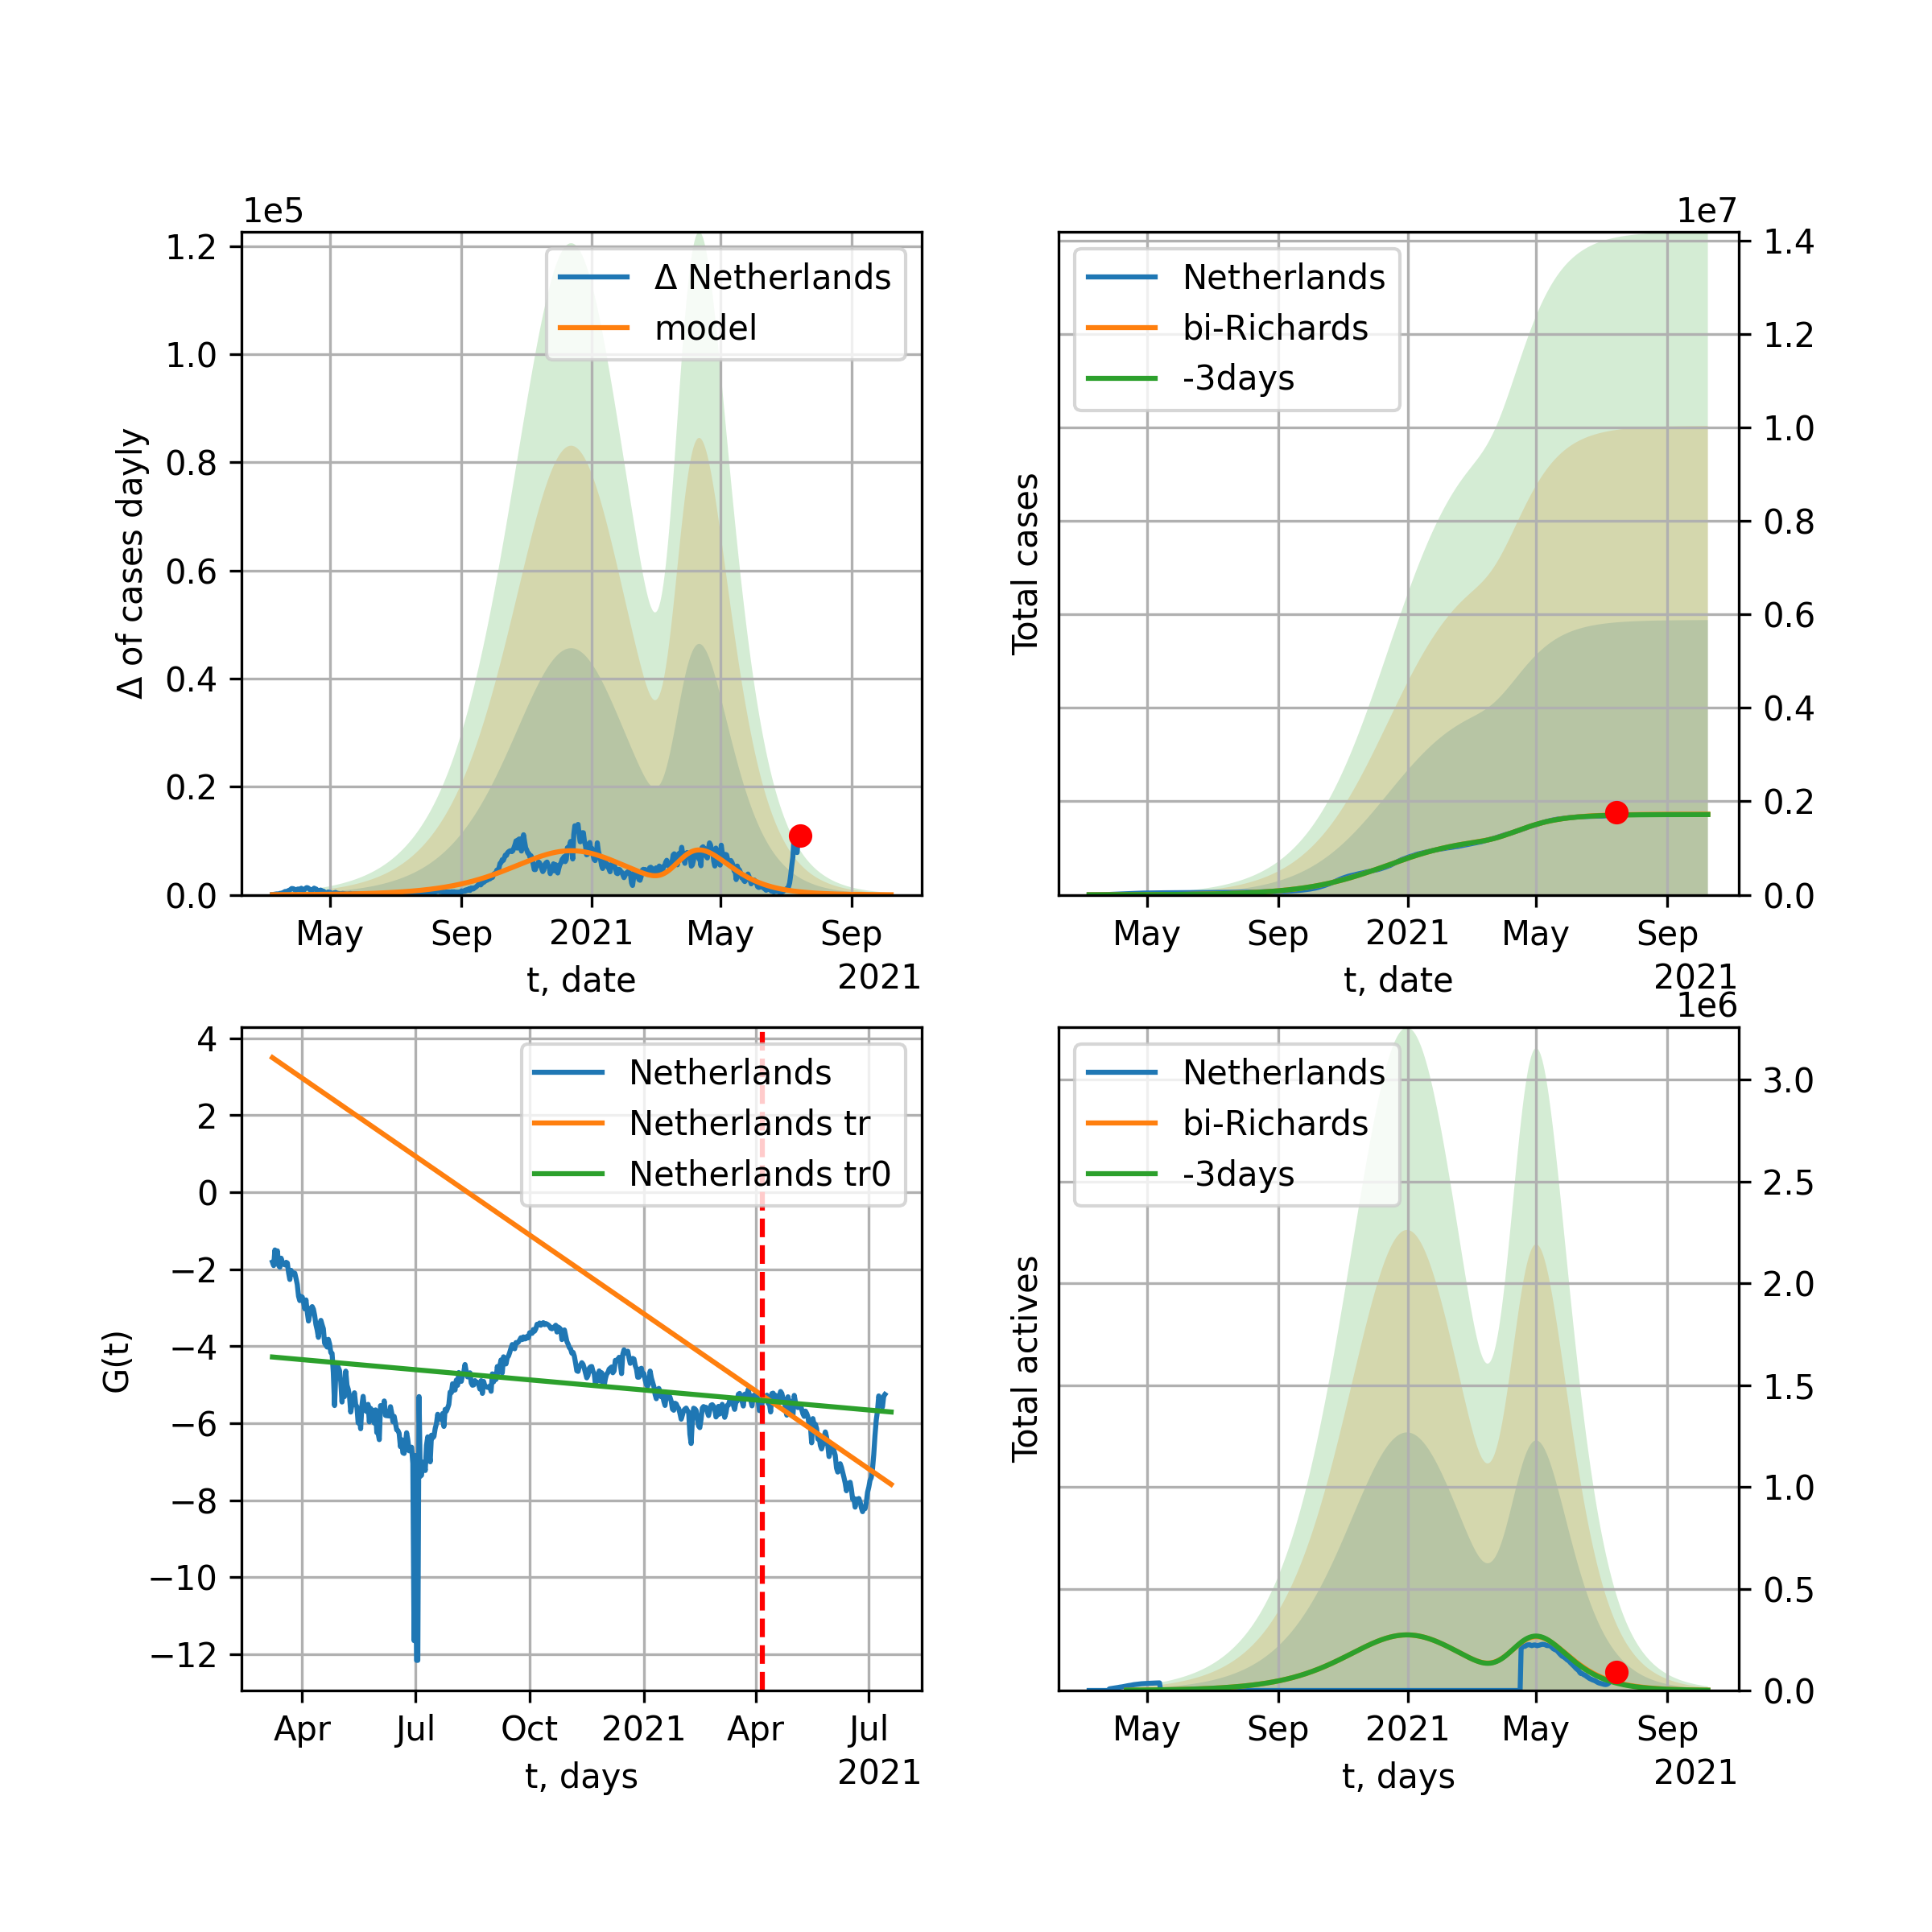 1e5
1.2
1.0
0.8
0.6
0.4
0.2
0.0
Δ of cases dayly
Δ Netherlands
model
May
Sep
2021
May
Sep
2021
t, date
1e7
1.4
1.2
1.0
0.8
0.6
0.4
0.2
0.0
Total cases
Netherlands
bi-Richards
-3days
May
Sep
2021
May
Sep
2021
t, date
4
2
0
−2
−4
−6
−8
−10
−12
G(t)
Netherlands
Netherlands tr
Netherlands tr0
Apr
Jul
Oct
2021
Apr
Jul
2021
t, days
1e6
3.0
2.5
2.0
1.5
1.0
0.5
0.0
Total actives
Netherlands
bi-Richards
-3days
May
Sep
2021
May
Sep
2021
t, days